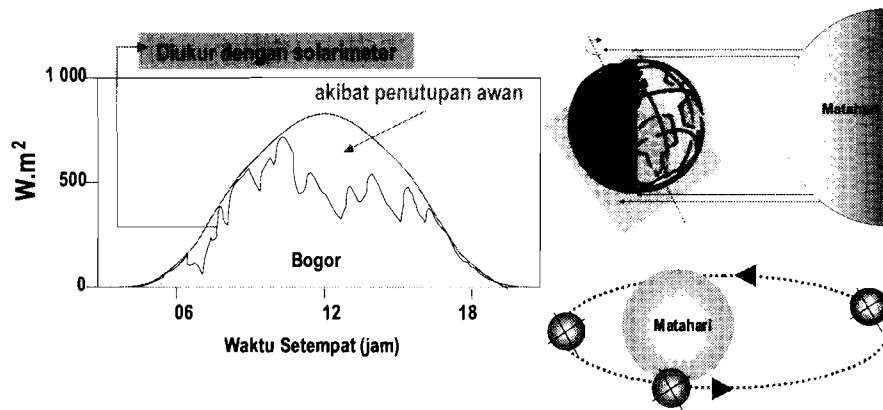 Diukur dengan solarimeter
1 000
akibat penutupan awan
W.m²
500
0
Bogor
06
12
18
Waktu Setempat (jam)
Matahari
Matahari